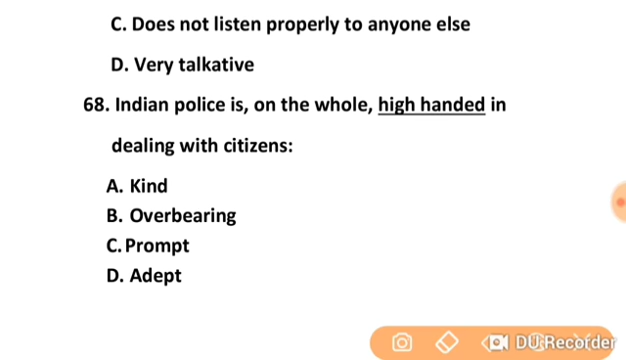 C. Does not listen properly to anyone else
D. Very talkative
68. Indian police is, on the whole, high handed in
dealing with citizens:
A. Kind
B. Overbearing
C. Prompt
D. Adept
DU Recorder